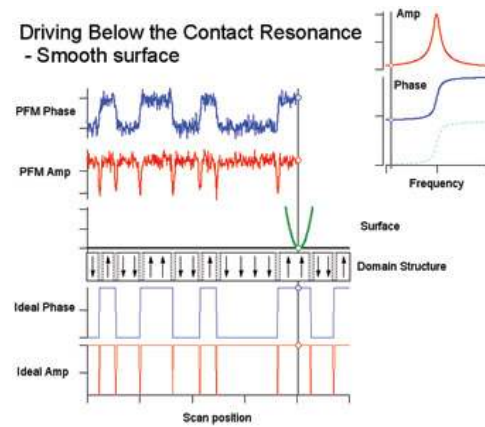 Driving Below the Contact Resonance
- Smooth surface
Amp
Phase
Frequency
PFM Phase
PFM Amp
Surface
Domain Structure
Ideal Phase
Ideal Amp
Scan position